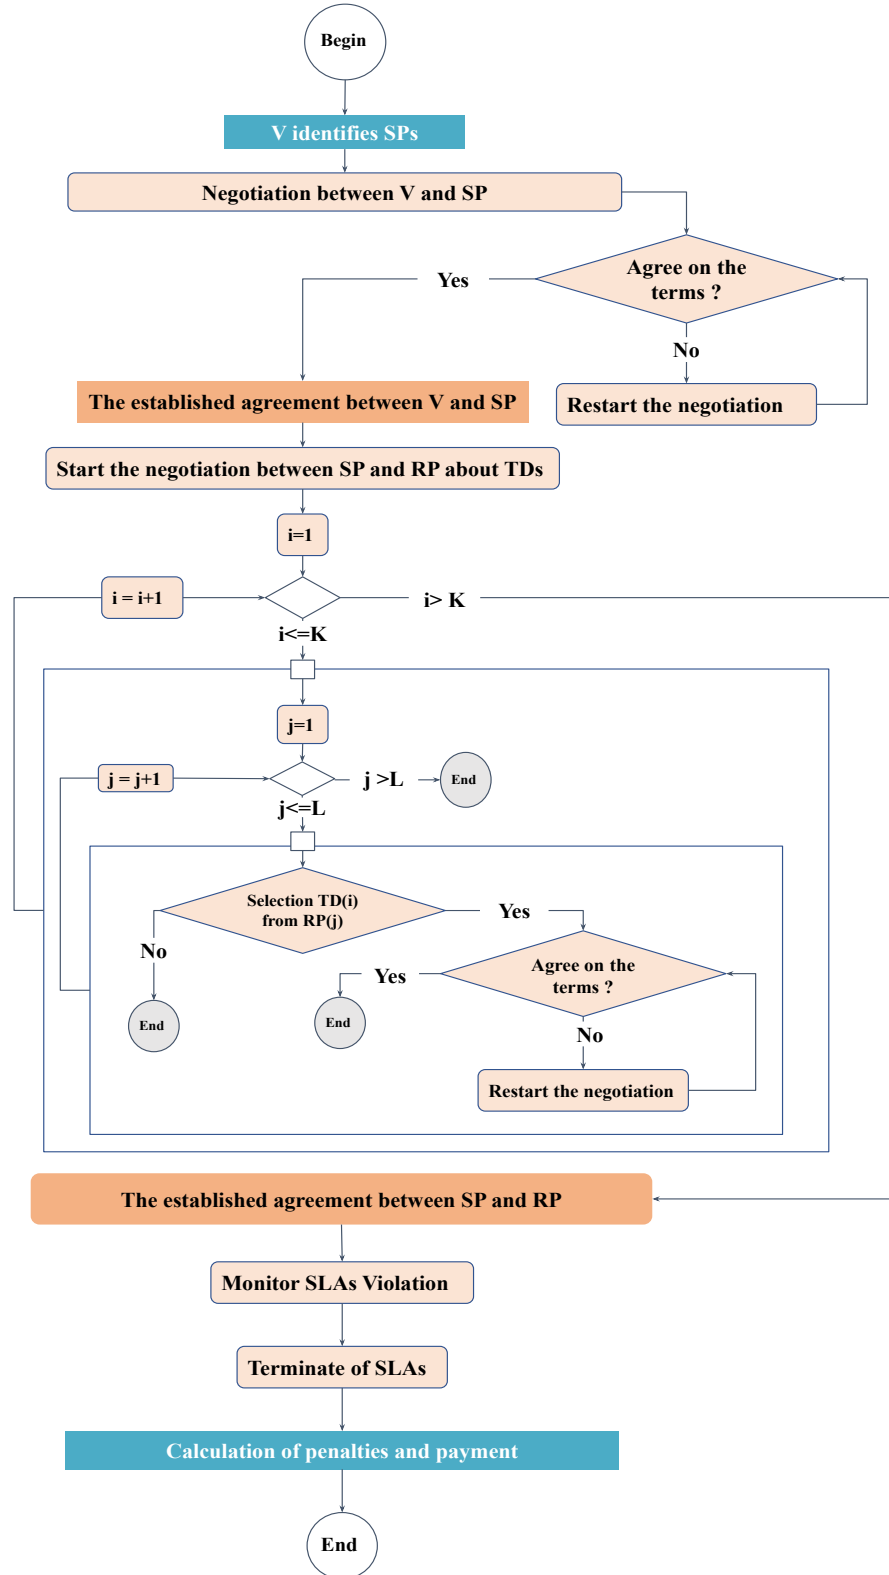 Begin
V identifies SPs
Negotiation between V and SP
Agree on the
terms ?
Yes
No
Restart the negotiation
The established agreement between V and SP
Start the negotiation between SP and RP about TDs
i=1
i = i+1
i> K
i<=K
j=1
j = j+1
j >L
End
j<=L
Selection TD(i)
from RP(j)
Yes
No
Agree on the
terms ?
Yes
End
End
No
Restart the negotiation
The established agreement between SP and RP
Monitor SLAs Violation
Terminate of SLAs
Calculation of penalties and payment
End